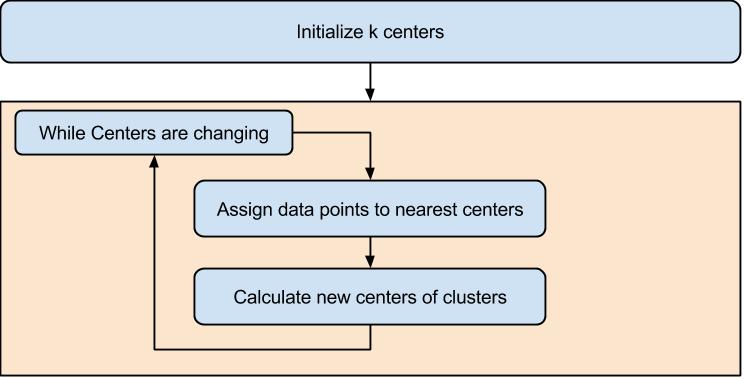 Initialize k centers
While Centers are changing
Assign data points to nearest centers
Calculate new centers of clusters